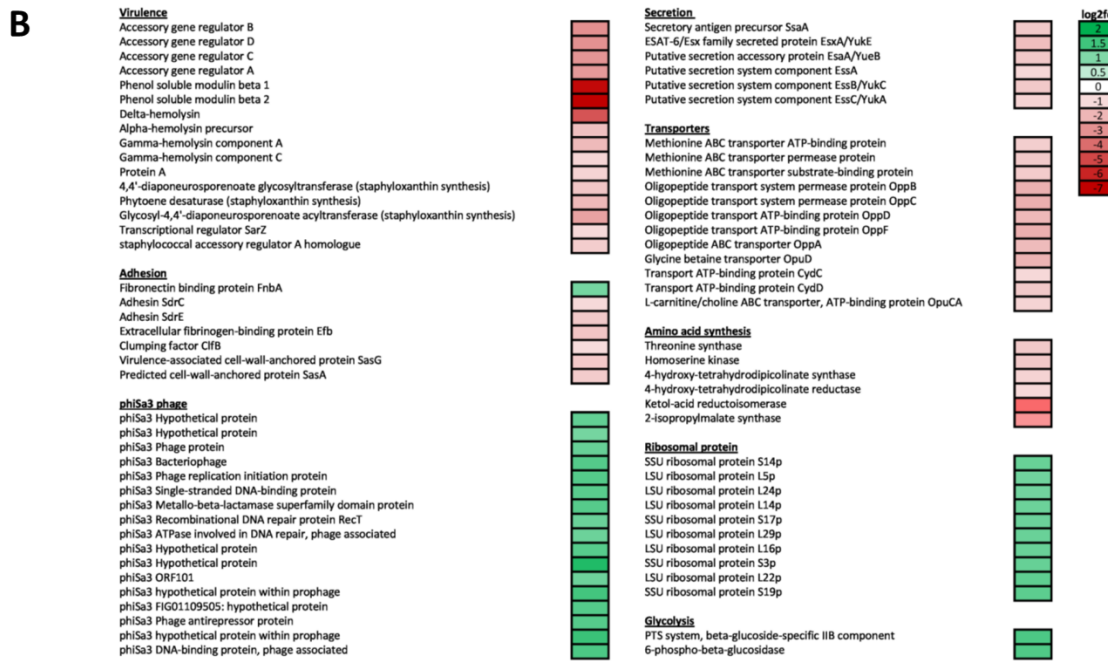 B
Virulence
Accessory gene regulator B
Accessory gene regulator D
Accessory gene regulator C
Accessory gene regulator A
Phenol soluble modulin beta 1
Phenol soluble modulin beta 2
Delta-hemolysin
Alpha-hemolysin precursor
Gamma-hemolysin component A
Gamma-hemolysin component C
Protein A
4,4'-diaponeurosporenoate glycosyltransferase (staphyloxanthin synthesis)
Phytoene desaturase (staphyloxanthin synthesis)
Glycosyl-4,4'-diaponeurosporenoate acyltransferase (staphyloxanthin synthesis)
Transcriptional regulator SarZ
staphylococcal accessory regulator A homologue
Adhesion
Fibronectin binding protein FnbA
Adhesin SdrC
Adhesin SdrE
Extracellular fibrinogen-binding protein Efb
Clumping factor ClfB
Virulence-associated cell-wall-anchored protein SasG
Predicted cell-wall-anchored protein SasA
phiSa3 phage
phiSa3 Hypothetical protein
phiSa3 Hypothetical protein
phiSa3 Phage protein
phiSa3 Bacteriophage
phiSa3 Phage replication initiation protein
phiSa3 Single-stranded DNA-binding protein
phiSa3 Metallo-beta-lactamase superfamily domain protein
phiSa3 Recombinational DNA repair protein RecT
phiSa3 ATPase involved in DNA repair, phage associated
phiSa3 Hypothetical protein
phiSa3 Hypothetical protein
phiSa3 ORF101
phiSa3 hypothetical protein within prophage
phiSa3 FIG01109505: hypothetical protein
phiSa3 Phage antirepressor protein
phiSa3 hypothetical protein within prophage
phiSa3 DNA-binding protein, phage associated
Secretion
Secretory antigen precursor SsaA
ESAT-6/Esx family secreted protein EsxA/YukE
Putative secretion accessory protein EsaA/YueB
Putative secretion system component EssA
Putative secretion system component EssB/YukC
Putative secretion system component EssC/YukA
Transporters
Methionine ABC transporter ATP-binding protein
Methionine ABC transporter permease protein
Methionine ABC transporter substrate-binding protein
Oligopeptide transport system permease protein OppB
Oligopeptide transport system permease protein OppC
Oligopeptide transport ATP-binding protein OppD
Oligopeptide transport ATP-binding protein OppF
Oligopeptide ABC transporter OppA
Glycine betaine transporter OpuD
Transport ATP-binding protein CydC
Transport ATP-binding protein CydD
L-carnitine/choline ABC transporter, ATP-binding protein OpuCA
Amino acid synthesis
Threonine synthase
Homoserine kinase
4-hydroxy-tetrahydrodipicolinate synthase
4-hydroxy-tetrahydrodipicolinate reductase
Ketol-acid reductoisomerase
2-isopropylmalate synthase
Ribosomal protein
SSU ribosomal protein S14p
LSU ribosomal protein L5p
LSU ribosomal protein L24p
LSU ribosomal protein L14p
SSU ribosomal protein S17p
LSU ribosomal protein L29p
LSU ribosomal protein L16p
SSU ribosomal protein S3p
LSU ribosomal protein L22p
SSU ribosomal protein S19p
Glycolysis
PTS system, beta-glucoside-specific IIB component
6-phospho-beta-glucosidase
2
1.5
1
0.5
0
-1
-2
-3
-4
-5
-6
-7